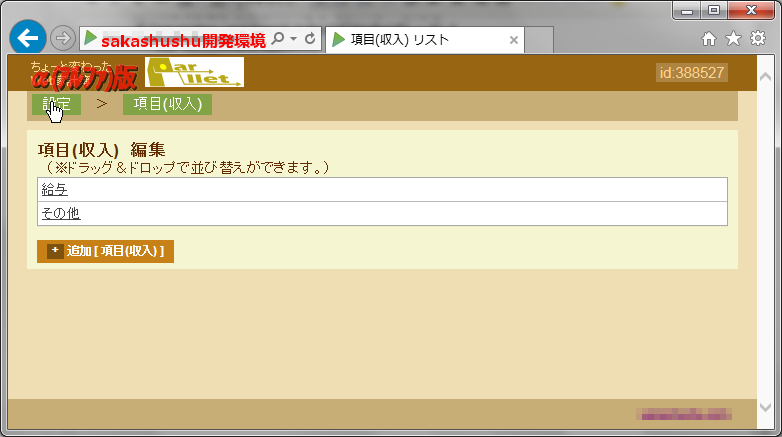 sakashushu開発環境
項目(収入) リスト
ちょーと変わった
α(アルファ)版
Par
llet
id:388527
設定 > 項目(収入)
項目(収入) 編集
(※ドラッグ＆ドロップで並び替えができます。)
給与
その他
+ 追加 [ 項目(収入) ]